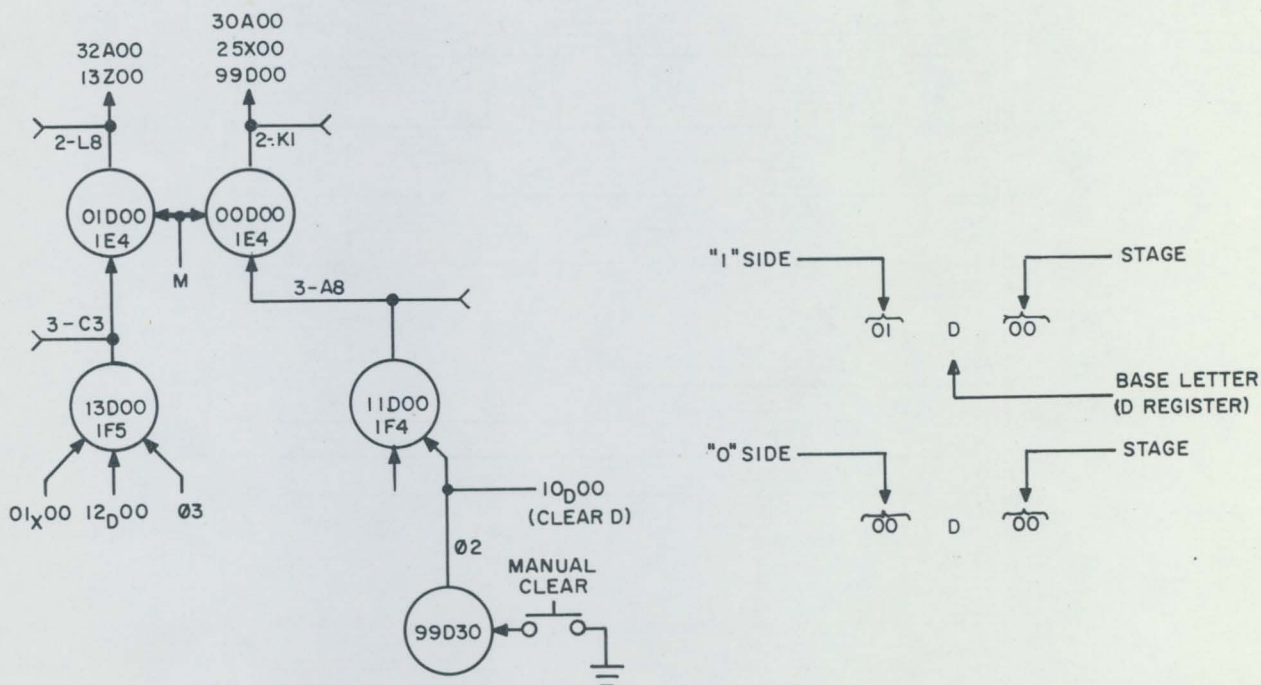 30A00
32A00
25X00
13Z00
99D00
2-L8
2-K1
01D00
1E4
00D00
1E4
M
3-A8
3-C3
13D00
1F5
11D00
1F4
01X00
12D00
Ø3
10D00
(CLEAR D)
Ø2
MANUAL
CLEAR
99D30
"1" SIDE
STAGE
01
D
00
BASE LETTER
(D REGISTER)
"0" SIDE
STAGE
00
D
00